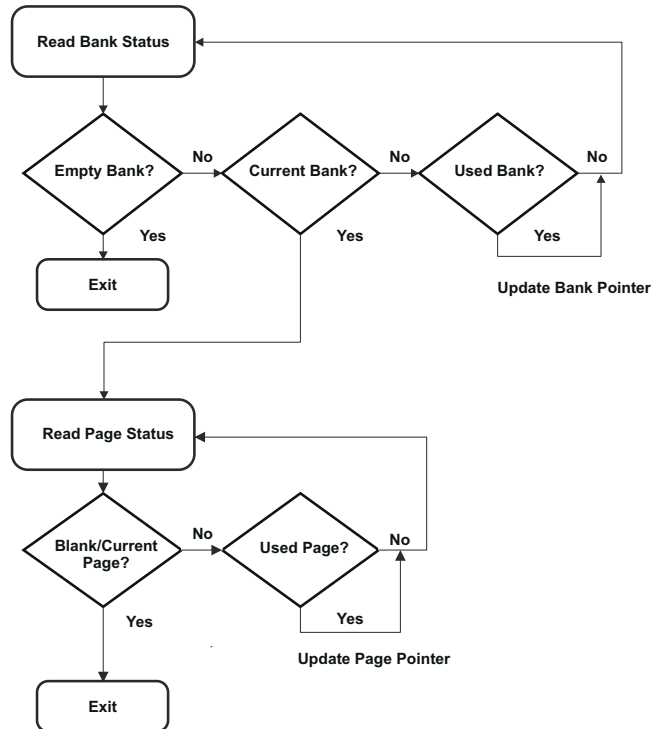 Read Bank Status
Empty Bank?
No
Current Bank?
No
Used Bank?
No
Yes
Yes
Yes
Exit
Update Bank Pointer
Read Page Status
Blank/Current
Page?
No
Used Page?
No
Yes
Yes
Update Page Pointer
Exit